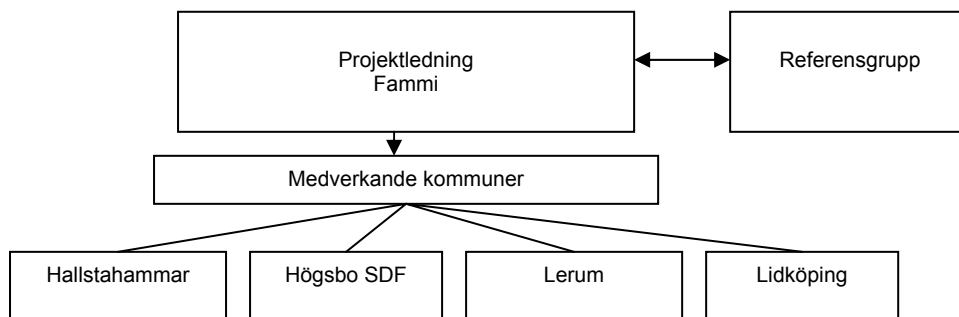 Projektledning
Fammi
Referensgrupp
Medverkande kommuner
Hallstahammar
Högsbo SDF
Lerum
Lidköping